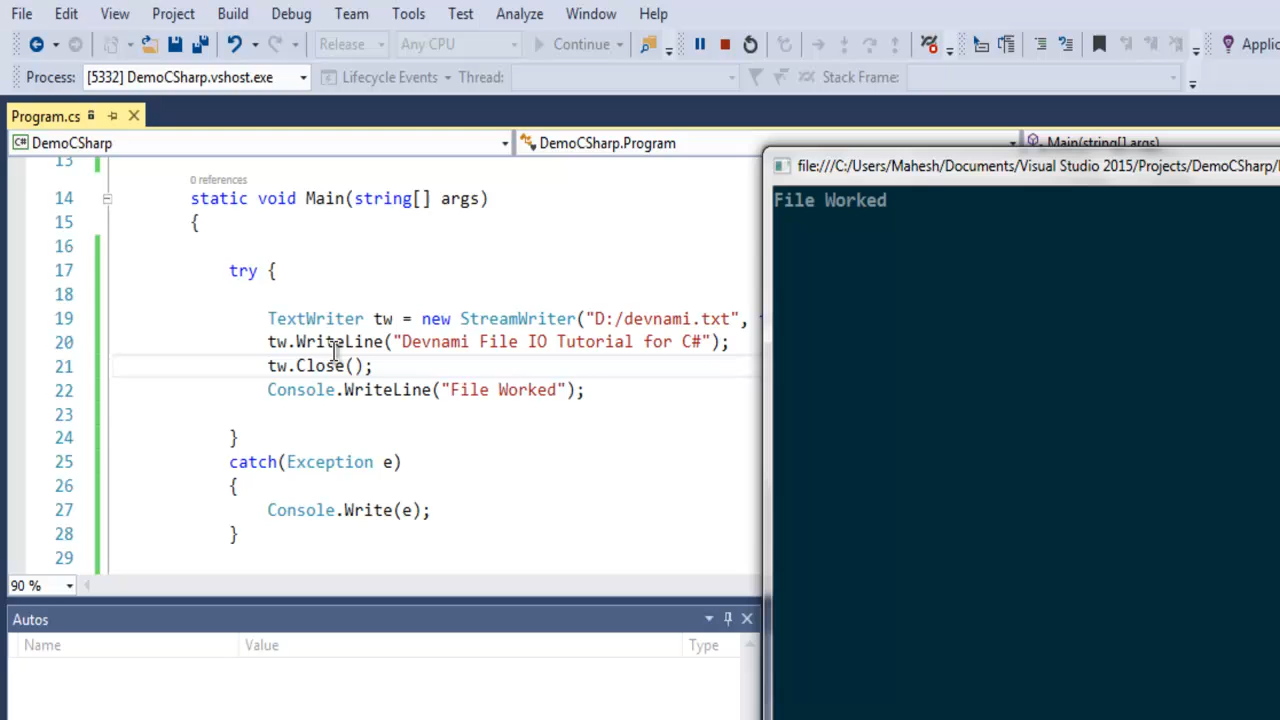 File Edit View Project Build Debug Team Tools Test Analyze Window Help
Release Any CPU Continue
Process: [5332] DemoCSharp.vshost.exe Lifecycle Events Thread: Stack Frame:
Program.cs
C# DemoCSharp DemoCSharp.Program Main(string[] args)
file:///C:/Users/Mahesh/Documents/Visual Studio 2015/Projects/DemoCSharp/
File Worked
13
0 references
14 static void Main(string[] args)
15 {
16
17 try {
18
19 TextWriter tw = new StreamWriter("D:/devnami.txt",
20 tw.WriteLine("Devnami File IO Tutorial for C#");
21 tw.Close();
22 Console.WriteLine("File Worked");
23
24 }
25 catch(Exception e)
26 {
27 Console.Write(e);
28 }
29
90 %
Autos
Name Value Type